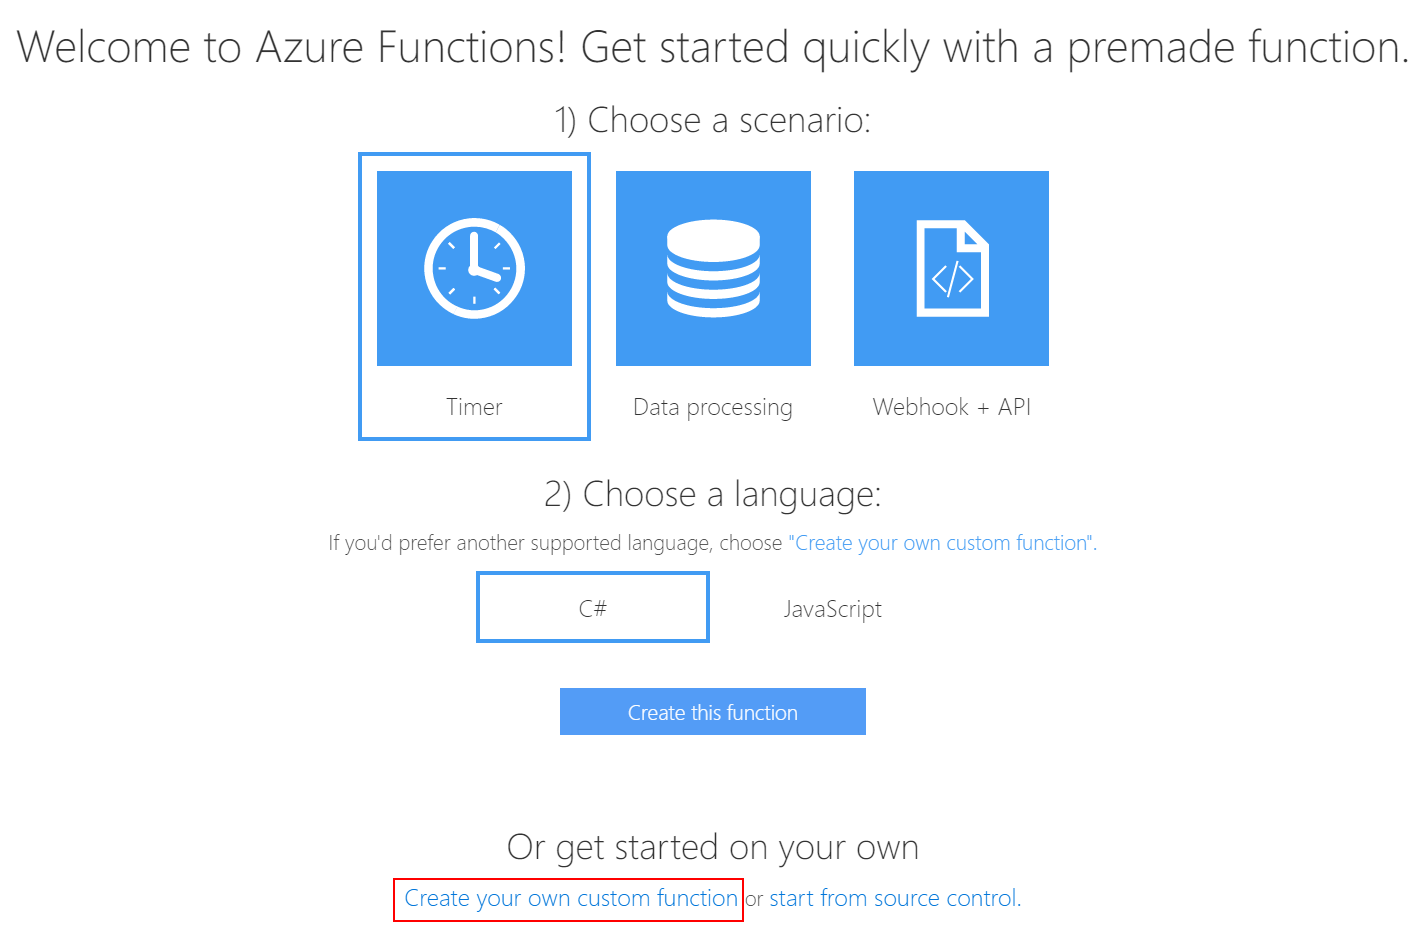 Welcome to Azure Functions! Get started quickly with a premade function.
1) Choose a scenario:
</>
Timer
Data processing
Webhook + API
2) Choose a language:
If you'd prefer another supported language, choose "Create your own custom function".
C#
JavaScript
Create this function
Or get started on your own
Create your own custom function or start from source control.